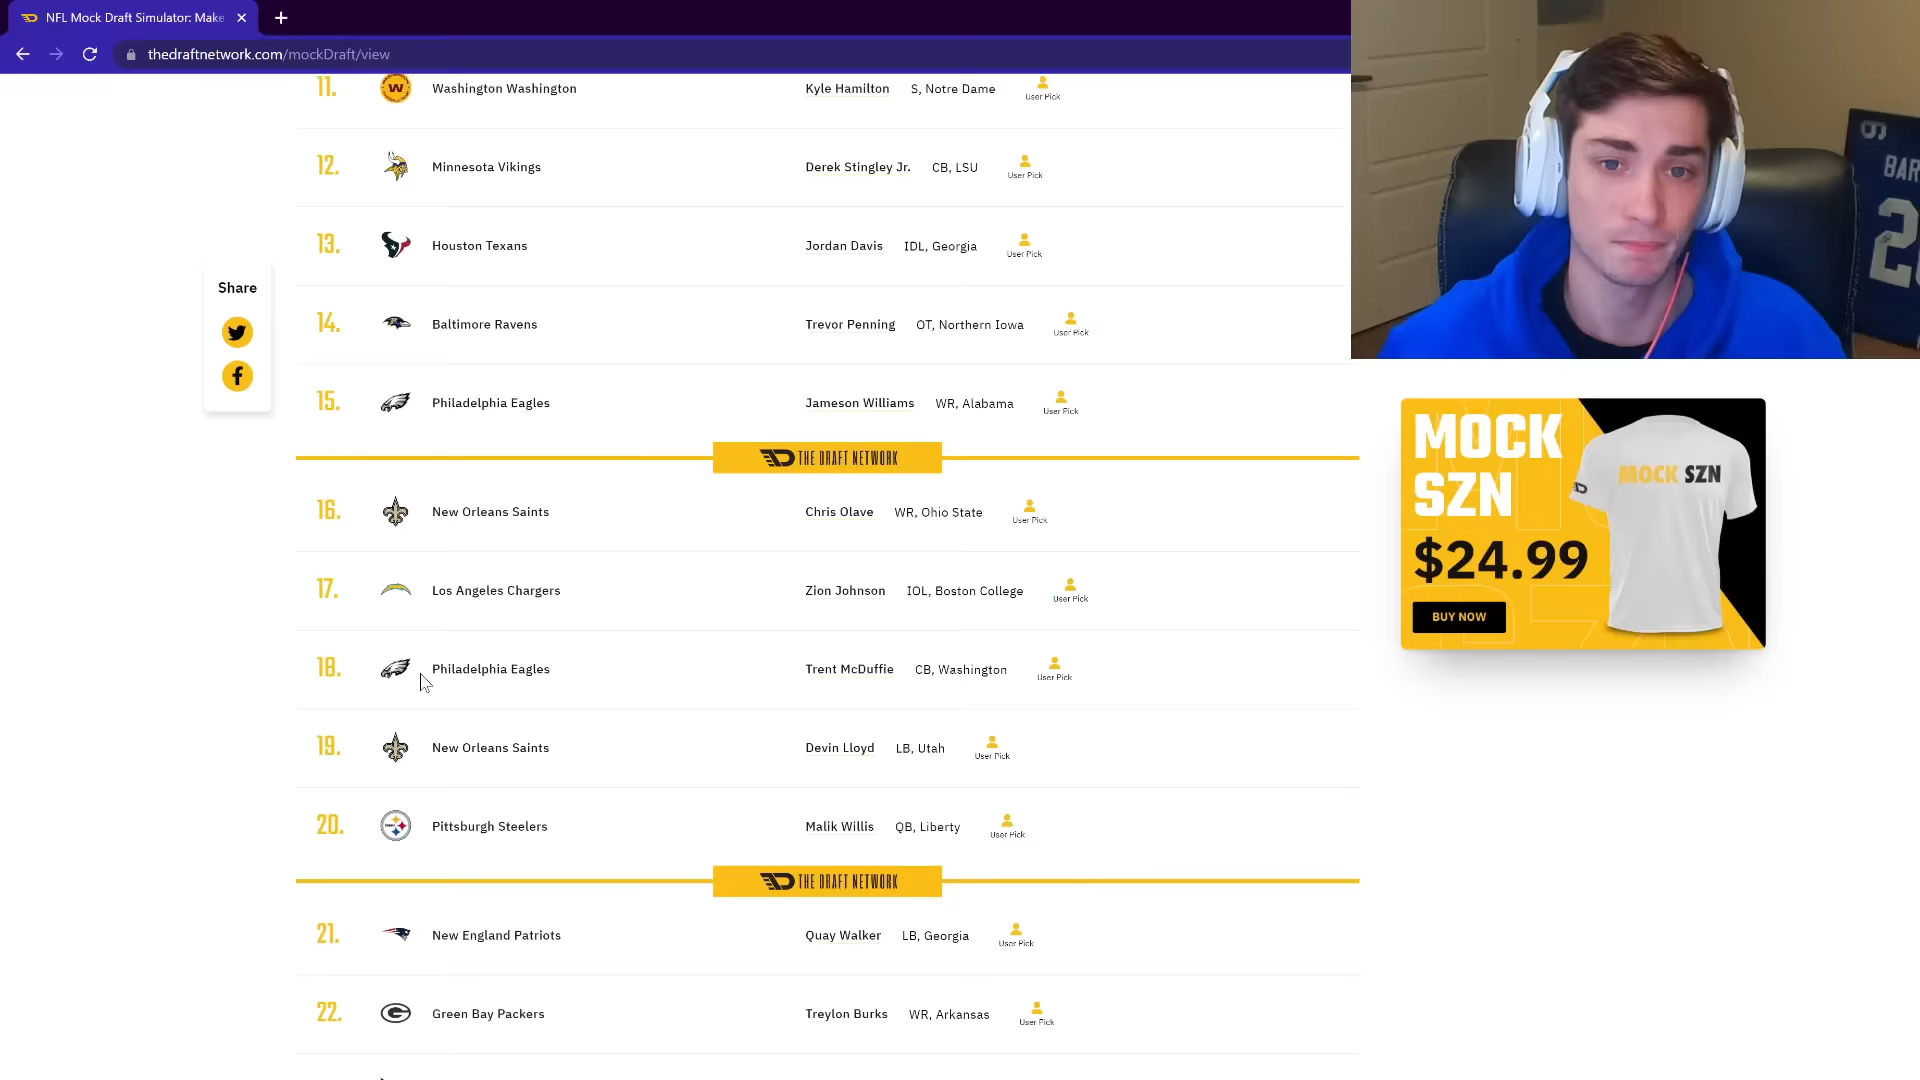 NFL Mock Draft Simulator: Make
thedraftnetwork.com/mockDraft/view
11. W Washington Washington Kyle Hamilton S, Notre Dame User Pick
12. Minnesota Vikings Derek Stingley Jr. CB, LSU User Pick
13. Houston Texans Jordan Davis IDL, Georgia User Pick
14. Baltimore Ravens Trevor Penning OT, Northern Iowa User Pick
15. Philadelphia Eagles Jameson Williams WR, Alabama User Pick
Share
THE DRAFT NETWORK
16. New Orleans Saints Chris Olave WR, Ohio State User Pick
17. Los Angeles Chargers Zion Johnson IOL, Boston College User Pick
18. Philadelphia Eagles Trent McDuffie CB, Washington User Pick
19. New Orleans Saints Devin Lloyd LB, Utah User Pick
20. Pittsburgh Steelers Malik Willis QB, Liberty User Pick
THE DRAFT NETWORK
21. New England Patriots Quay Walker LB, Georgia User Pick
22. G Green Bay Packers Treylon Burks WR, Arkansas User Pick
BAR
2
MOCK
SZN
$24.99
BUY NOW
MOCK SZN